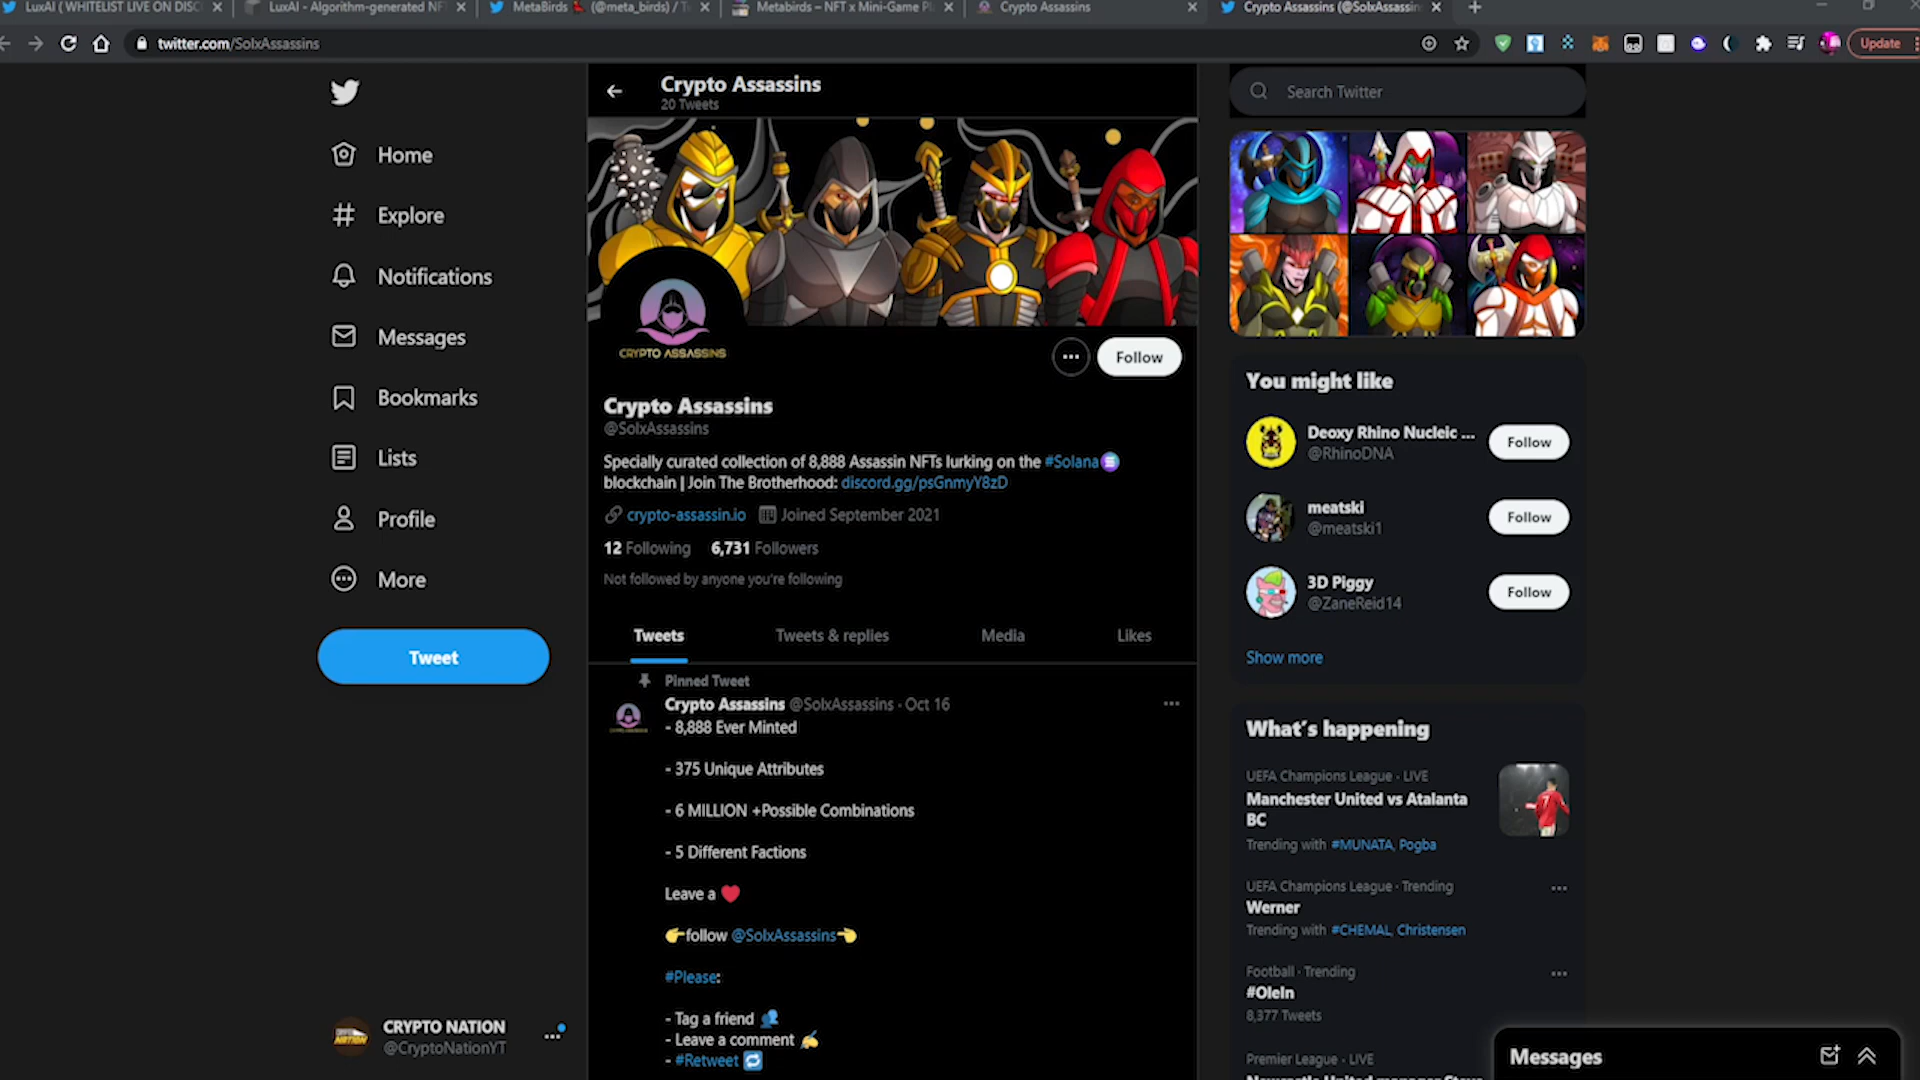 LuxAI ( WHITELIST LIVE ON DISC
LuxAI - Algorithm-generated NF
MetaBirds (@meta_birds) / T
Metabirds – NFT x Mini-Game Pl
Crypto Assassins
Crypto Assassins (@SolxAssassin
twitter.com/SolxAssassins
Update
Home
Explore
Notifications
Messages
Bookmarks
Lists
Profile
More
Tweet
CRYPTO NATION
@CryptoNationYT
Crypto Assassins
20 Tweets
CRYPTO ASSASSINS
Follow
Crypto Assassins
@SolxAssassins
Specially curated collection of 8,888 Assassin NFTs lurking on the #Solana
blockchain | Join The Brotherhood: discord.gg/psGnmyY8zD
crypto-assassin.io Joined September 2021
12 Following 6,731 Followers
Not followed by anyone you're following
Tweets Tweets & replies Media Likes
Pinned Tweet
Crypto Assassins @SolxAssassins · Oct 16
- 8,888 Ever Minted
- 375 Unique Attributes
- 6 MILLION +Possible Combinations
- 5 Different Factions
Leave a ❤️
👉follow @SolxAssassins👈
#Please:
- Tag a friend 👥
- Leave a comment ✍️
- #Retweet 🔁
Search Twitter
You might like
Deoxy Rhino Nucleic ...
@RhinoDNA
Follow
meatski
@meatski1
Follow
3D Piggy
@ZaneReid14
Follow
Show more
What's happening
UEFA Champions League · LIVE
Manchester United vs Atalanta
BC
Trending with #MUNATA, Pogba
UEFA Champions League · Trending
Werner
Trending with #CHEMAL, Christensen
Football · Trending
#OleIn
8,377 Tweets
Premier League · LIVE
Messages